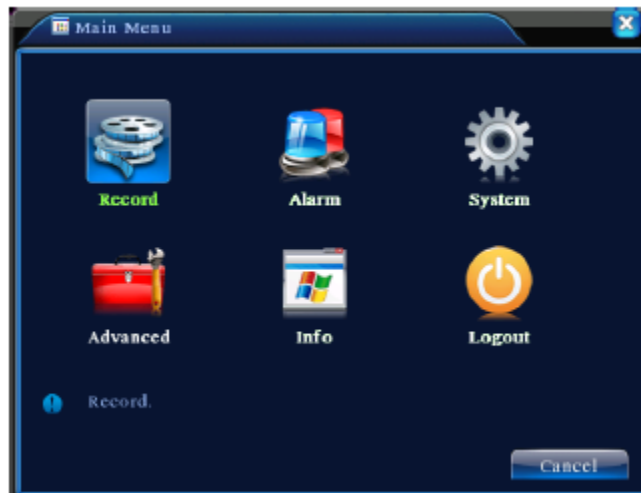 Main Menu
Record
Alarm
System
Advanced
Info
Logout
Record.
Cancel